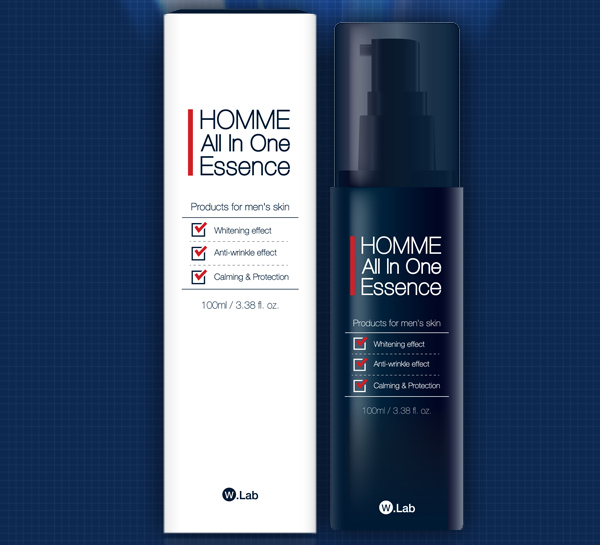 HOMME
All In One
Essence
Products for men's skin
Whitening effect
Anti-wrinkle effect
Calming & Protection
100ml / 3.38 fl. oz.
W.Lab
HOMME
All In One
Essence
Products for men's skin
Whitening effect
Anti-wrinkle effect
Calming & Protection
100ml / 3.38 fl. oz.
W.Lab